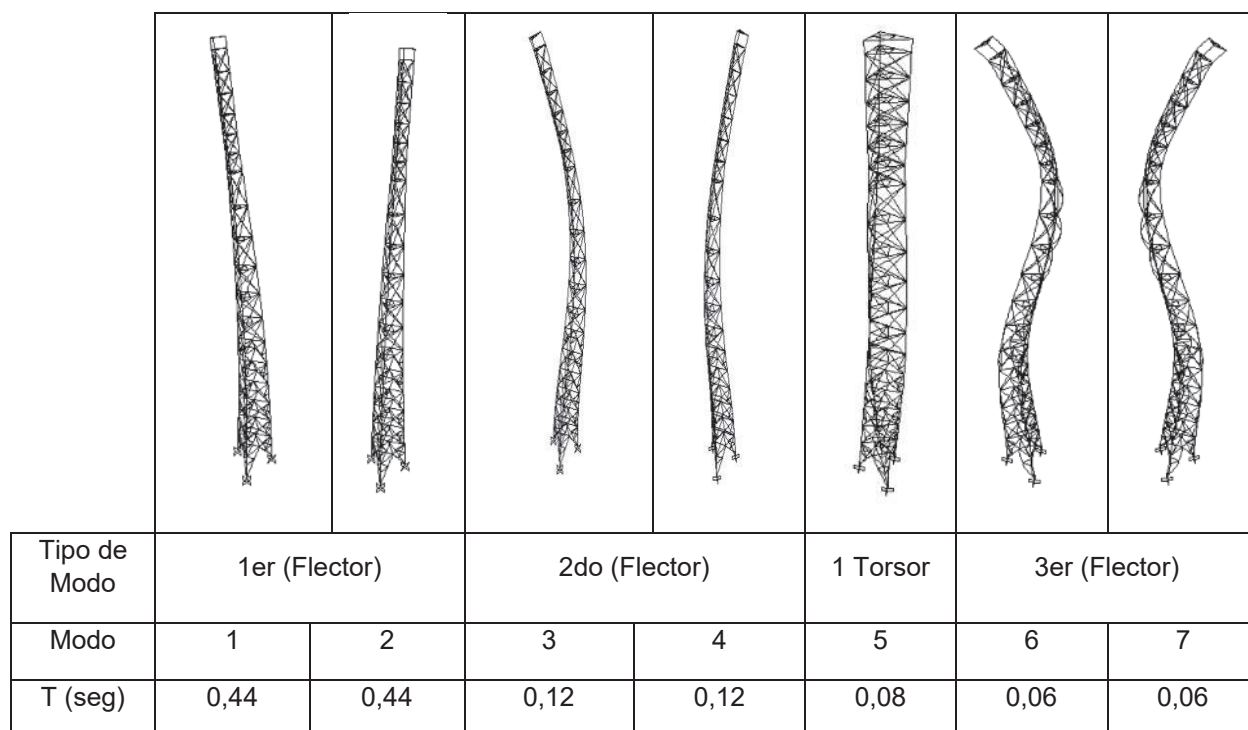 Tipo de Modo 1er (Flector) 2do (Flector) 1 Torsor 3er (Flector)
Modo 1 2 3 4 5 6 7
T (seg) 0,44 0,44 0,12 0,12 0,08 0,06 0,06